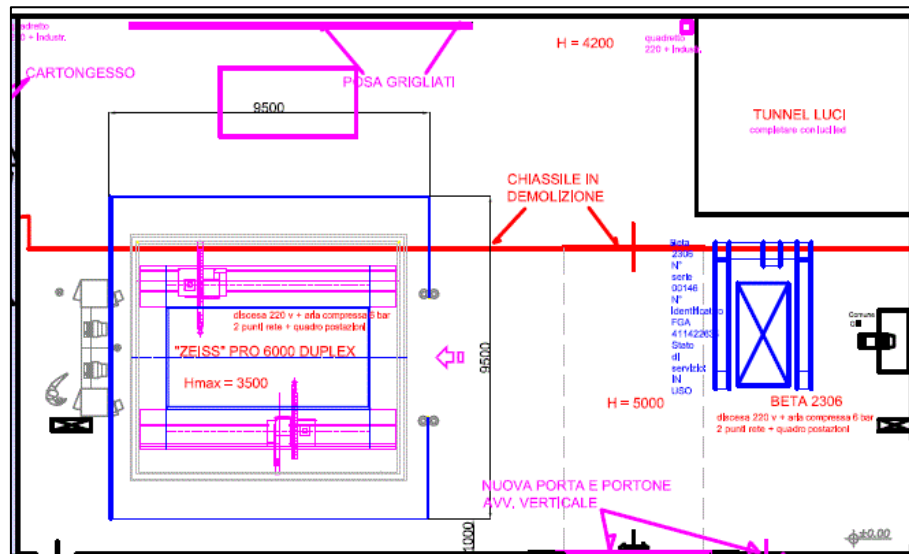 quadretto
220 + Industr.
H = 4200
quadretto
220 + Industr.
CARTONGESSO
POSA GRIGLIATI
9500
TUNNEL LUCI
completare con luci led
CHIASSILE IN
DEMOLIZIONE
Beta
2306
N°
serie
00146
N°
Identificativo
FGA
Stato
di
servizio:
IN
USO
discesa 220 v + aria compressa 6 bar
2 punti rete + quadro postazioni
"ZEISS" PRO 6000 DUPLEX
Hmax = 3500
9500
Comune
H = 5000
BETA 2306
discesa 220 v + aria compressa 6 bar
2 punti rete + quadro postazioni
NUOVA PORTA E PORTONE
AVV. VERTICALE
1000
±0.00